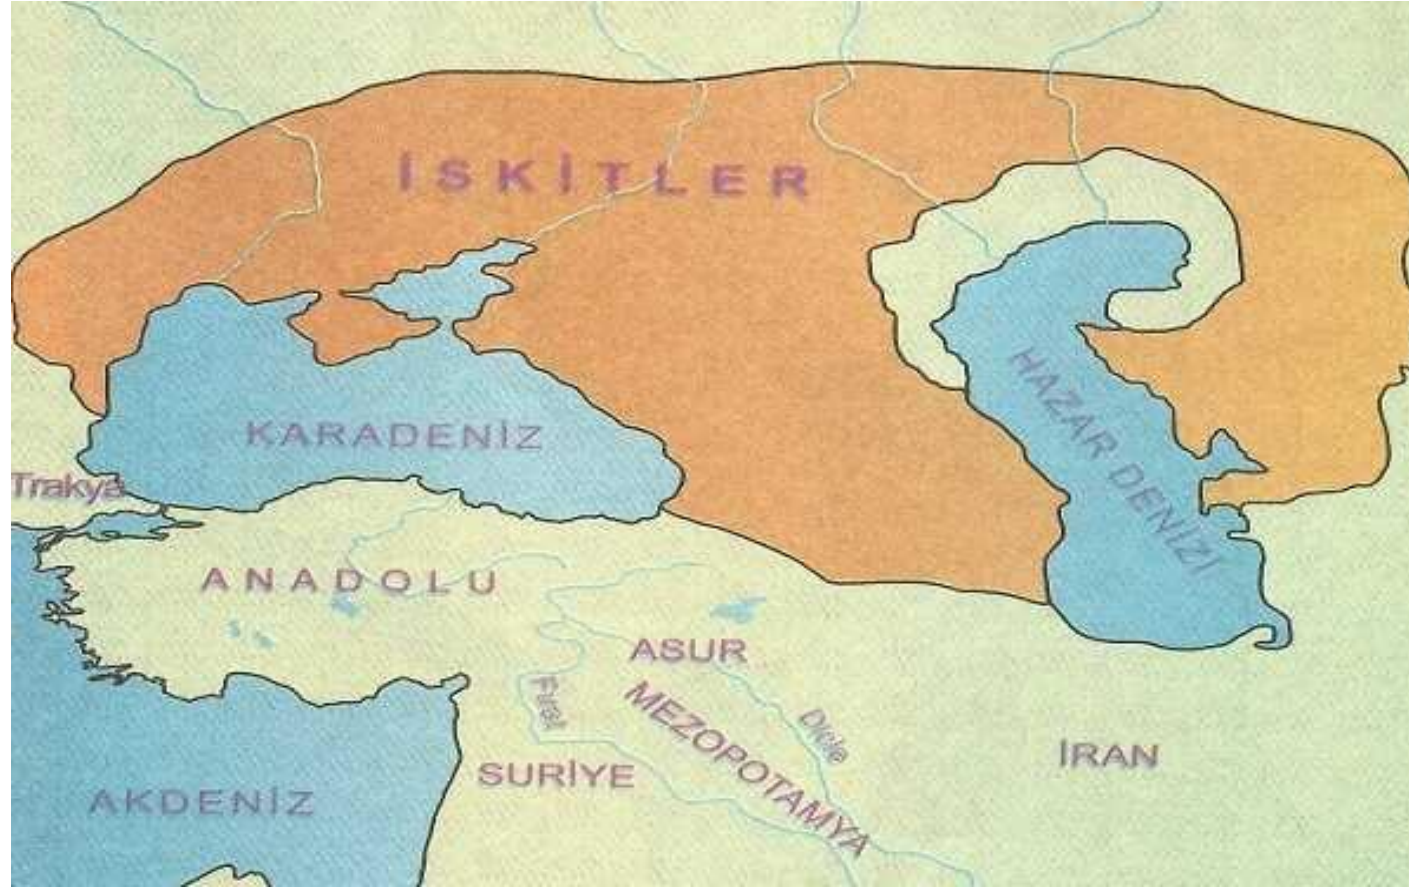 İSKİTLER
HAZAR DENİZİ
KARADENİZ
Trakya
ANADOLU
ASUR
Fırat
MEZOPOTAMYA
Dicle
İRAN
SURİYE
AKDENİZ